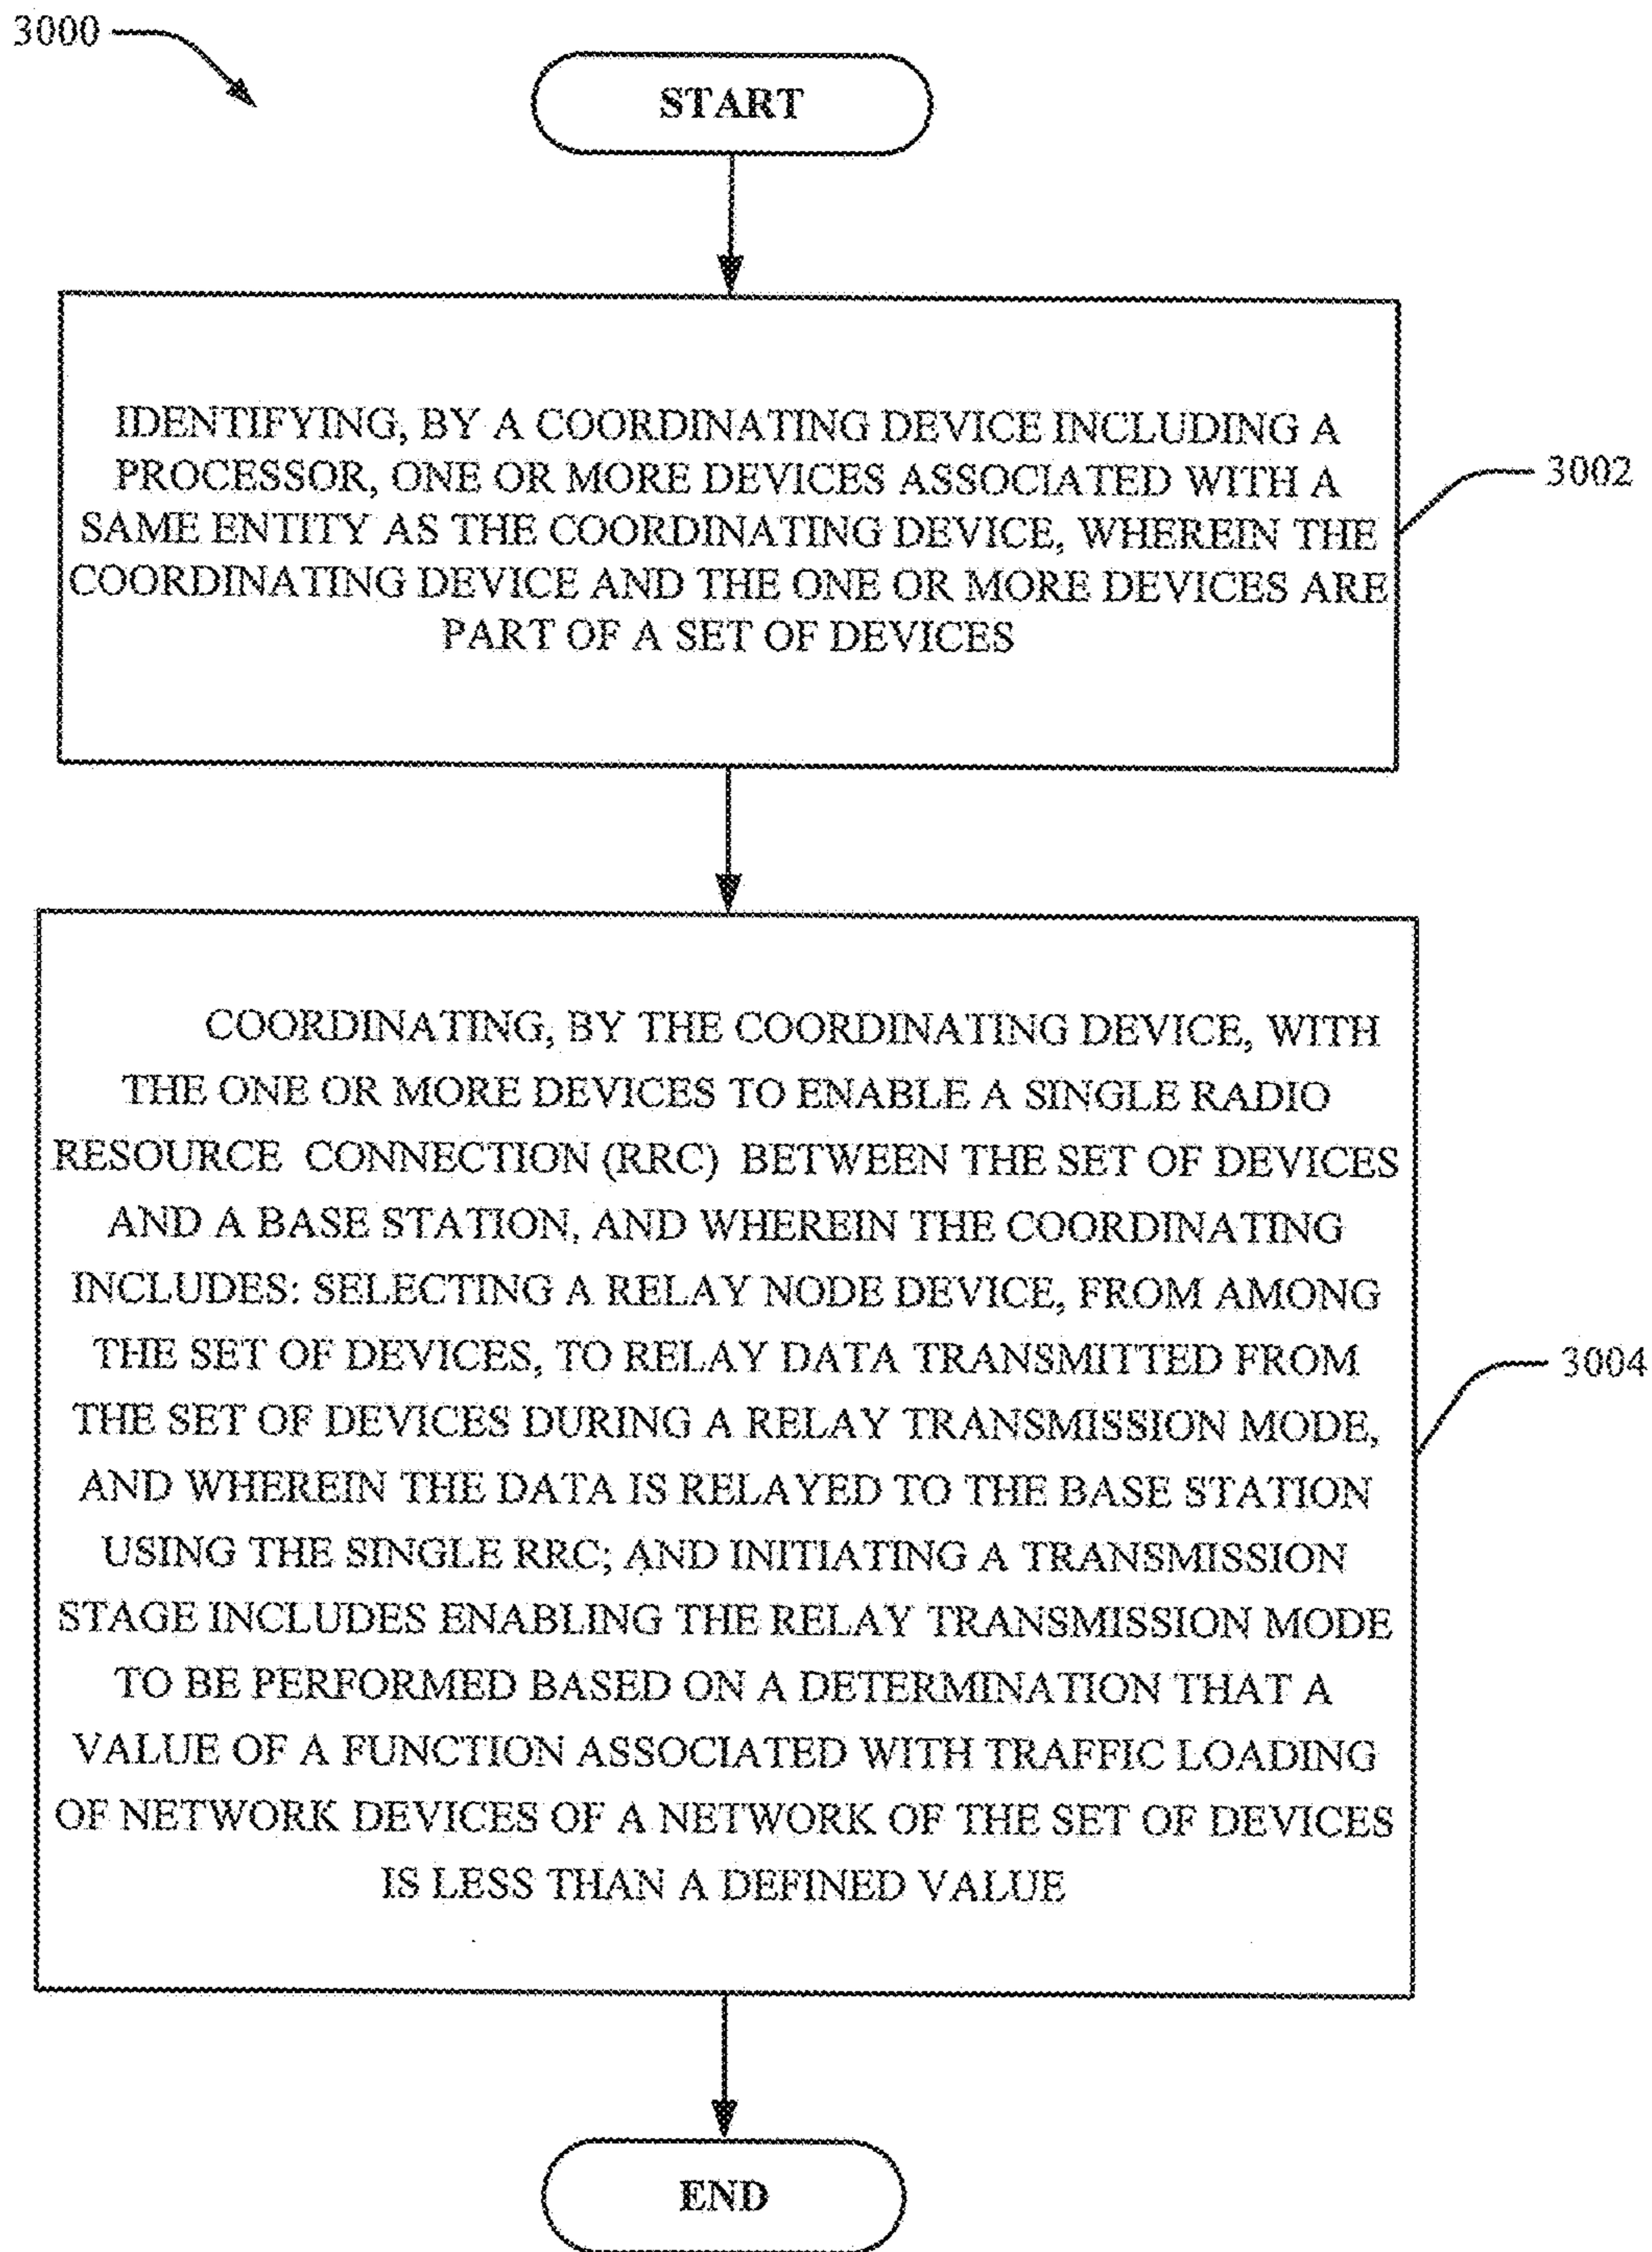 3000
START
IDENTIFYING, BY A COORDINATING DEVICE INCLUDING A
PROCESSOR, ONE OR MORE DEVICES ASSOCIATED WITH A
SAME ENTITY AS THE COORDINATING DEVICE, WHEREIN THE
COORDINATING DEVICE AND THE ONE OR MORE DEVICES ARE
PART OF A SET OF DEVICES
3002
COORDINATING, BY THE COORDINATING DEVICE, WITH
THE ONE OR MORE DEVICES TO ENABLE A SINGLE RADIO
RESOURCE CONNECTION (RRC) BETWEEN THE SET OF DEVICES
AND A BASE STATION, AND WHEREIN THE COORDINATING
INCLUDES: SELECTING A RELAY NODE DEVICE, FROM AMONG
THE SET OF DEVICES, TO RELAY DATA TRANSMITTED FROM
THE SET OF DEVICES DURING A RELAY TRANSMISSION MODE,
AND WHEREIN THE DATA IS RELAYED TO THE BASE STATION
USING THE SINGLE RRC; AND INITIATING A TRANSMISSION
STAGE INCLUDES ENABLING THE RELAY TRANSMISSION MODE
TO BE PERFORMED BASED ON A DETERMINATION THAT A
VALUE OF A FUNCTION ASSOCIATED WITH TRAFFIC LOADING
OF NETWORK DEVICES OF A NETWORK OF THE SET OF DEVICES
IS LESS THAN A DEFINED VALUE
3004
END